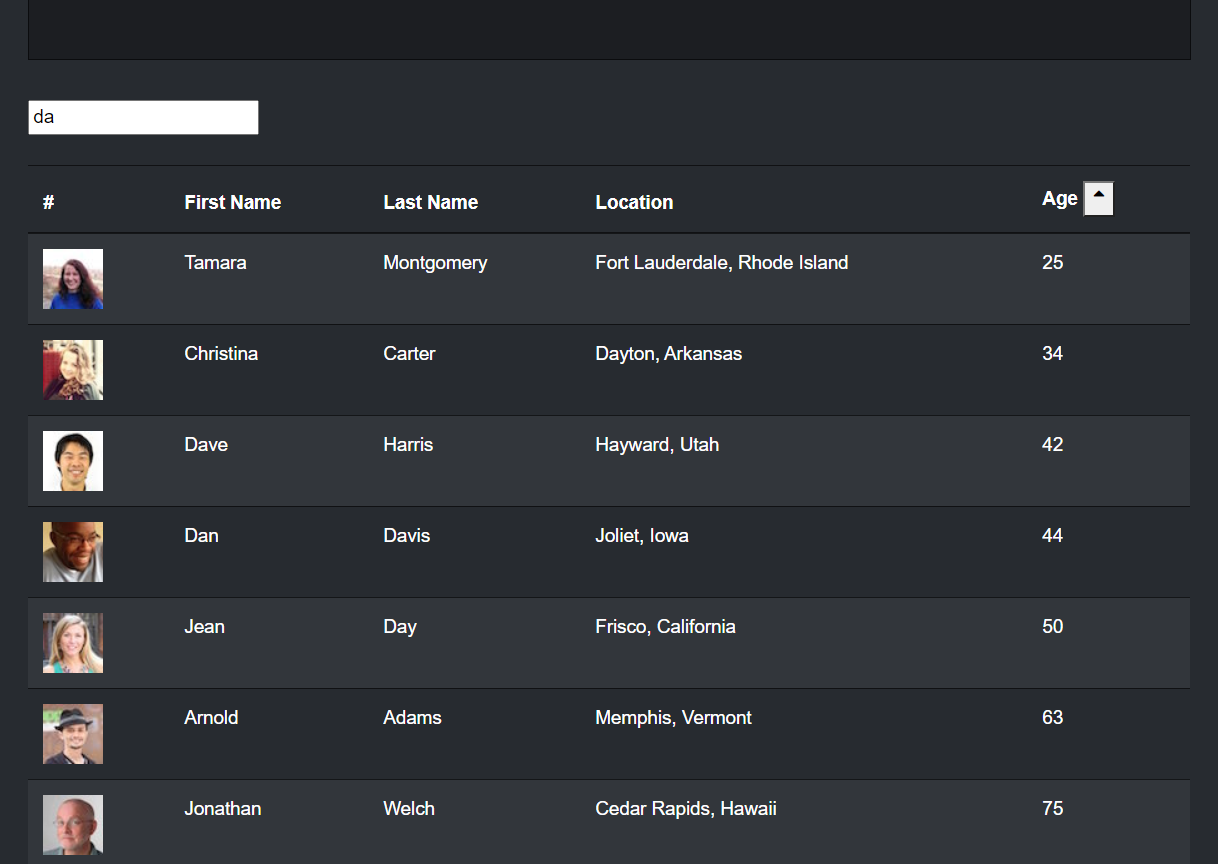 da
# First Name Last Name Location Age
Tamara Montgomery Fort Lauderdale, Rhode Island 25
Christina Carter Dayton, Arkansas 34
Dave Harris Hayward, Utah 42
Dan Davis Joliet, Iowa 44
Jean Day Frisco, California 50
Arnold Adams Memphis, Vermont 63
Jonathan Welch Cedar Rapids, Hawaii 75